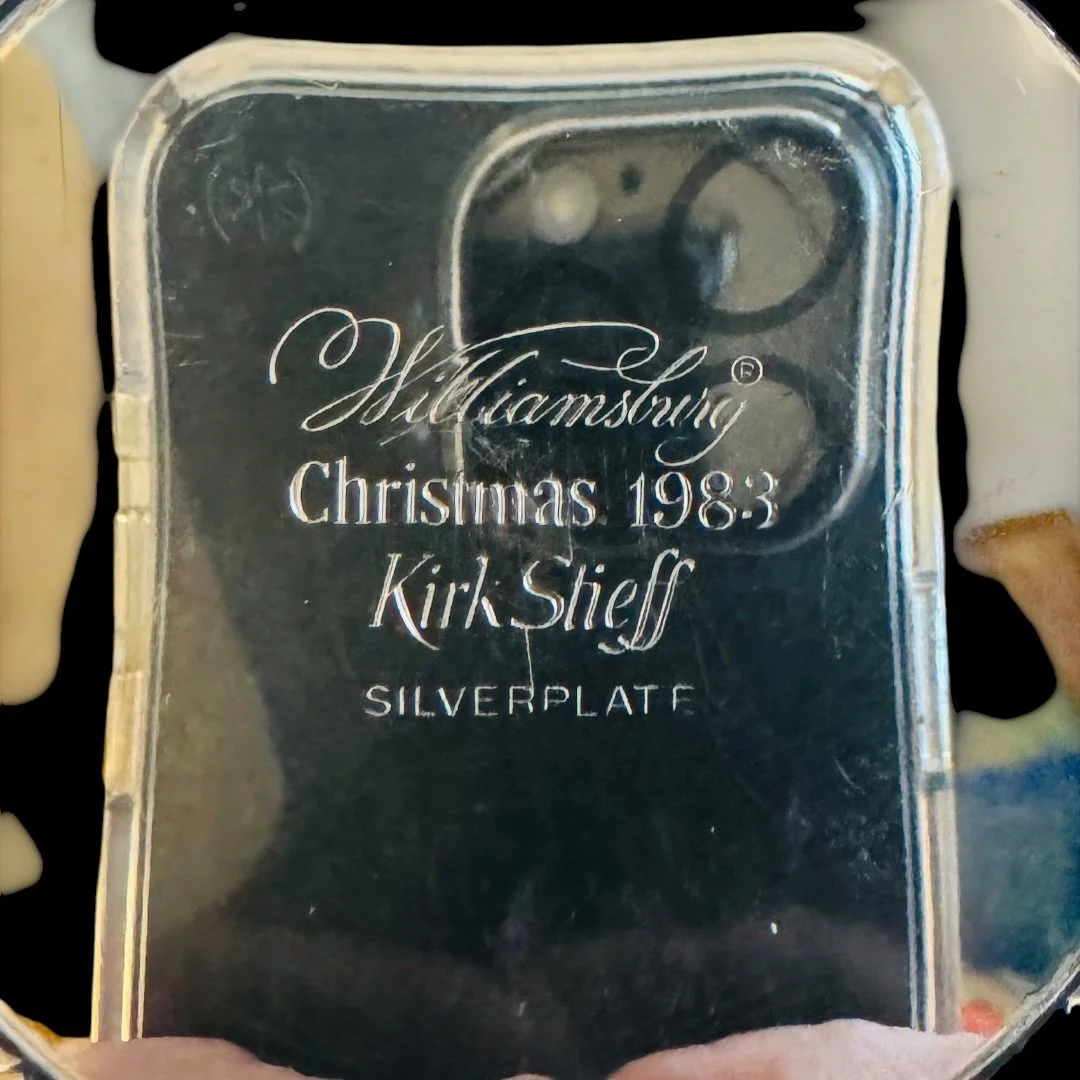 Williamsburg®
Christmas 1983
Kirk Stieff
SILVERPLATE